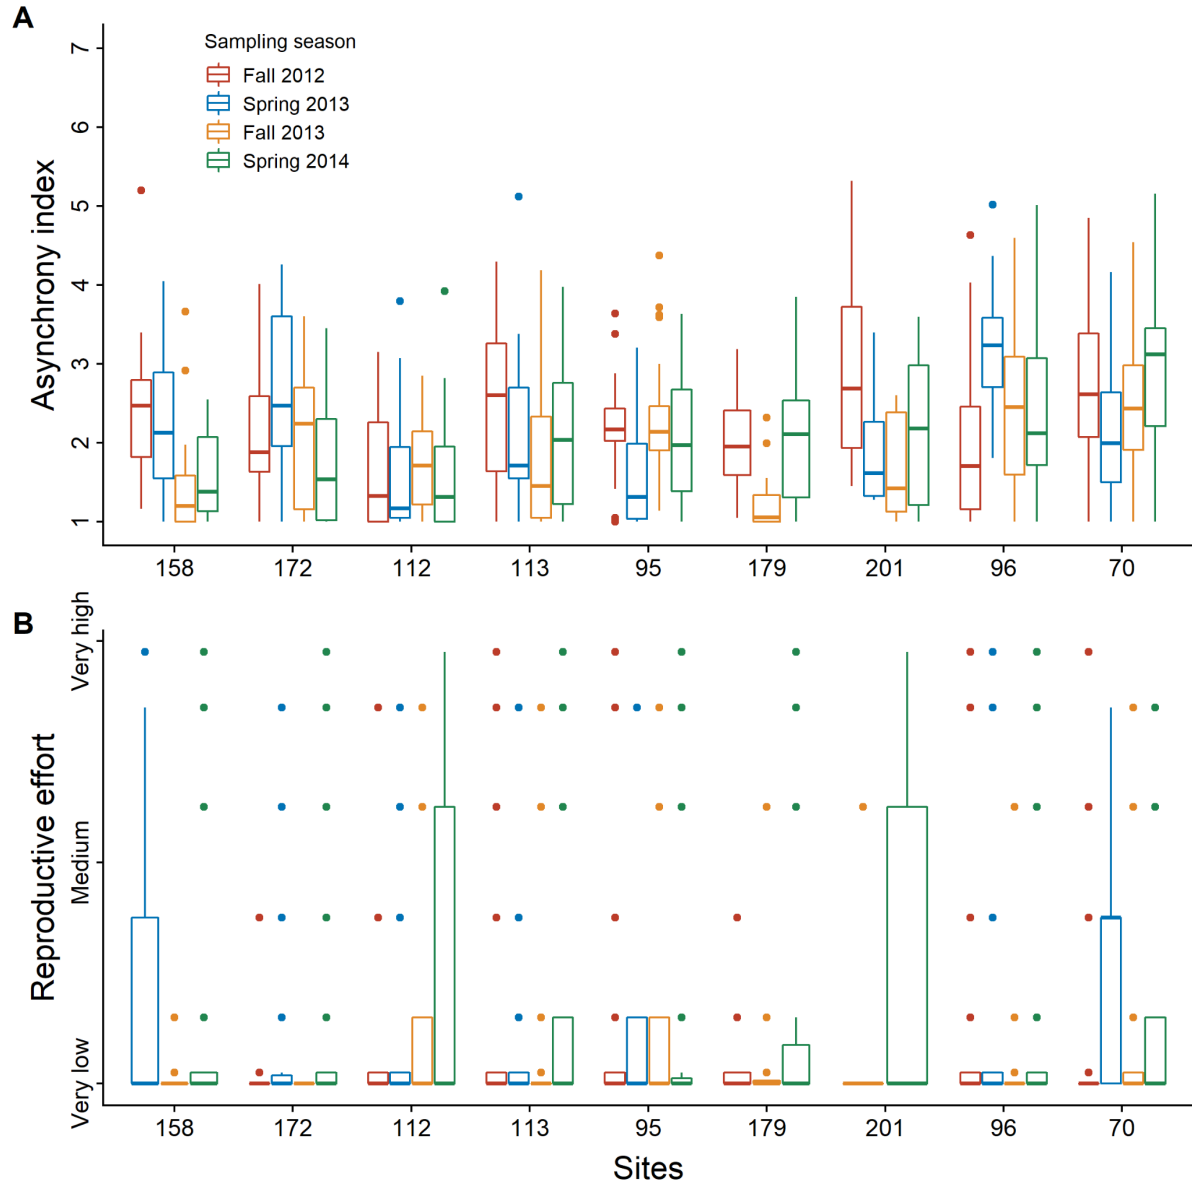 A
Asynchrony index
7
6
5
4
3
2
1
Sampling season
Fall 2012
Spring 2013
Fall 2013
Spring 2014
158 172 112 113 95 179 201 96 70
B
Reproductive effort
Very high
Medium
Very low
158 172 112 113 95 179 201 96 70
Sites